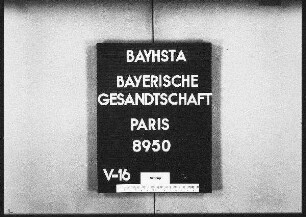 BAYHSTA
BAYERISCHE
GESANDTSCHAFT
PARIS
8950
V-16